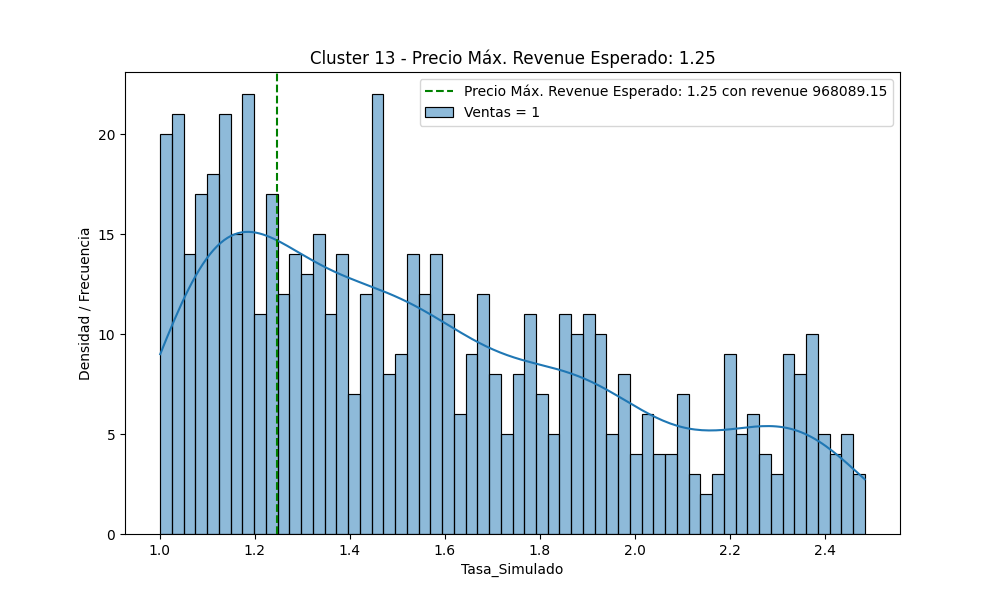 Cluster 13 - Precio Máx. Revenue Esperado: 1.25
Precio Máx. Revenue Esperado: 1.25 con revenue 968089.15
Ventas = 1
Densidad / Frecuencia
20
15
10
5
0
1.0 1.2 1.4 1.6 1.8 2.0 2.2 2.4
Tasa_Simulado